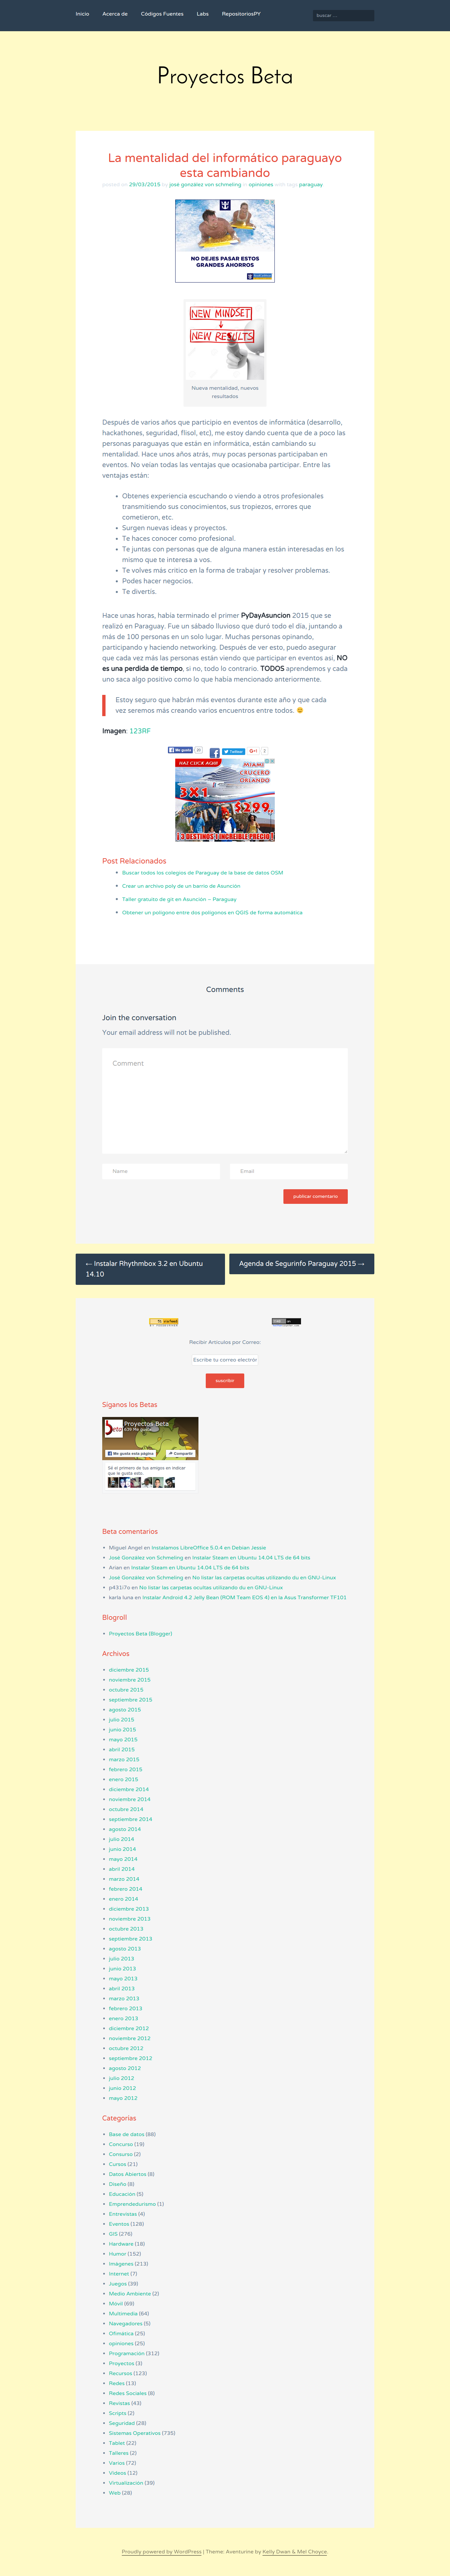 Inicio
Acerca de
Códigos Fuentes
Labs
RepositoriosPY
buscar ...
Proyectos Beta
La mentalidad del informático paraguayo
esta cambiando
posted on 29/03/2015 by josé gonzález von schmeling in opiniones with tags paraguay
NO DEJES PASAR ESTOS
GRANDES AHORROS
NEW MINDSET
NEW RESULTS
Nueva mentalidad, nuevos
resultados
Después de varios años que participio en eventos de informática (desarrollo,
hackathones, seguridad, flisol, etc), me estoy dando cuenta que de a poco las
personas paraguayas que están en informática, están cambiando su
mentalidad. Hace unos años atrás, muy pocas personas participaban en
eventos. No veían todas las ventajas que ocasionaba participar. Entre las
ventajas están:
Obtenes experiencia escuchando o viendo a otros profesionales
transmitiendo sus conocimientos, sus tropiezos, errores que
cometieron, etc.
Surgen nuevas ideas y proyectos.
Te haces conocer como profesional.
Te juntas con personas que de alguna manera están interesadas en los
mismo que te interesa a vos.
Te volves más critico en la forma de trabajar y resolver problemas.
Podes hacer negocios.
Te divertis.
Hace unas horas, había terminado el primer PyDayAsuncion 2015 que se
realizó en Paraguay. Fue un sábado lluvioso que duró todo el día, juntando a
más de 100 personas en un solo lugar. Muchas personas opinando,
participando y haciendo networking. Después de ver esto, puedo asegurar
que cada vez más las personas están viendo que participar en eventos así, NO
es una perdida de tiempo, si no, todo lo contrario. TODOS aprendemos y cada
uno saca algo positivo como lo que había mencionado anteriormente.
Estoy seguro que habrán más eventos durante este año y que cada
vez seremos más creando varios encuentros entre todos. 😀
Imagen: 123RF
Me gusta
Twittear
HAZ CLICK AQUÍ
MIAMI
CRUCERO
ORLANDO
3X1
$299
¡3 DESTINOS 1 INCREIBLE PRECIO!
Post Relacionados
Buscar todos los colegios de Paraguay de la base de datos OSM
Crear un archivo poly de un barrio de Asunción
Taller gratuito de git en Asunción – Paraguay
Obtener un polígono entre dos polígonos en QGIS de forma automática
Comments
Join the conversation
Your email address will not be published.
Comment
Name
Email
publicar comentario
← Instalar Rhythmbox 3.2 en Ubuntu
14.10
Agenda de Segurinfo Paraguay 2015 →
Recibir Artículos por Correo:
Escribe tu correo electror
suscribir
Siganos los Betas
Proyectos Beta
Me gusta esta página
Compartir
Sé el primero de tus amigos en indicar
que le gusta esto.
Beta comentarios
Miguel Angel en Instalemos LibreOffice 5.0.4 en Debian Jessie
José González von Schmeling en Instalar Steam en Ubuntu 14.04 LTS de 64 bits
Arian en Instalar Steam en Ubuntu 14.04 LTS de 64 bits
José González von Schmeling en No listar las carpetas ocultas utilizando du en GNU-Linux
p431i7o en No listar las carpetas ocultas utilizando du en GNU-Linux
karla luna en Instalar Android 4.2 Jelly Bean (ROM Team EOS 4) en la Asus Transformer TF101
Blogroll
Proyectos Beta (Blogger)
Archivos
diciembre 2015
noviembre 2015
octubre 2015
septiembre 2015
agosto 2015
julio 2015
junio 2015
mayo 2015
abril 2015
marzo 2015
febrero 2015
enero 2015
diciembre 2014
noviembre 2014
octubre 2014
septiembre 2014
agosto 2014
julio 2014
junio 2014
mayo 2014
abril 2014
marzo 2014
febrero 2014
enero 2014
diciembre 2013
noviembre 2013
octubre 2013
septiembre 2013
agosto 2013
julio 2013
junio 2013
mayo 2013
abril 2013
marzo 2013
febrero 2013
enero 2013
diciembre 2012
noviembre 2012
octubre 2012
septiembre 2012
agosto 2012
julio 2012
junio 2012
mayo 2012
Categorías
Base de datos (88)
Concurso (19)
Consurso (2)
Cursos (21)
Datos Abiertos (8)
Diseño (8)
Educación (5)
Emprendedurismo (1)
Entrevistas (4)
Eventos (128)
GIS (276)
Hardware (18)
Humor (152)
Imágenes (213)
Internet (7)
Juegos (39)
Medio Ambiente (2)
Móvil (69)
Multimedia (64)
Navegadores (5)
Ofimática (25)
opiniones (25)
Programación (312)
Proyectos (3)
Recursos (123)
Redes (13)
Redes Sociales (8)
Revistas (43)
Scripts (2)
Seguridad (28)
Sistemas Operativos (735)
Tablet (22)
Talleres (2)
Varios (72)
Videos (12)
Virtualización (39)
Web (28)
Proudly powered by WordPress | Theme: Aventurine by Kelly Dwan & Mel Choyce.